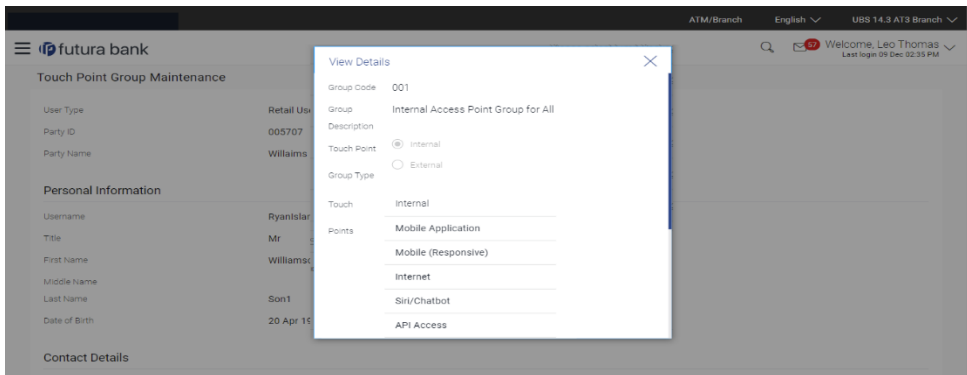 ATM/Branch English UBS 14.3 AT3 Branch
futura bank 57 Welcome, Leo Thomas
Last login 09 Dec 02:35 PM
Touch Point Group Maintenance
User Type Retail Us
Party ID 005707
Party Name Willaims
Personal Information
Username RyanIslar
Title Mr
First Name Williams
Middle Name
Last Name Son1
Date of Birth 20 Apr 19
Contact Details
View Details
Group Code 001
Group Internal Access Point Group for All
Description
Touch Point Internal
External
Group Type
Touch Internal
Points Mobile Application
Mobile (Responsive)
Internet
Siri/Chatbot
API Access